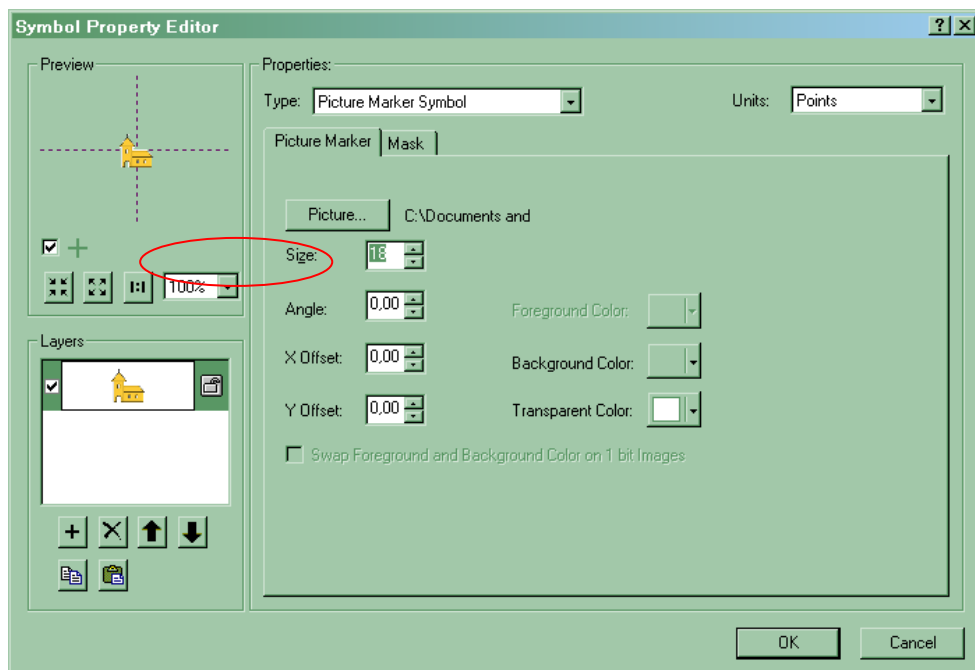 Symbol Property Editor
Preview
100%
Layers
Properties:
Type: Picture Marker Symbol
Units: Points
Picture Marker Mask
Picture... C:\Documents and
Size: 18
Angle: 0,00 Foreground Color:
X Offset: 0,00 Background Color:
Y Offset: 0,00 Transparent Color:
Swap Foreground and Background Color on 1 bit Images
OK Cancel